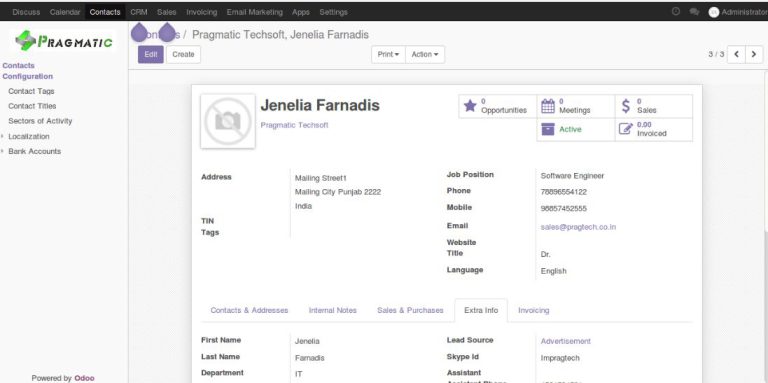 Discuss Calendar Contacts CRM Sales Invoicing Email Marketing Apps Settings Administrator
PRAGMATIC
/ Pragmatic Techsoft, Jenelia Farnadis
Edit Create Print Action 3 / 3
Contacts
Configuration
Contact Tags
Contact Titles
Sectors of Activity
Localization
Bank Accounts
Jenelia Farnadis
Pragmatic Techsoft
0 Opportunities
0 Meetings
0 Sales
Active
0.00 Invoiced
Address Mailing Street1
Mailing City Punjab 2222
India
TIN
Tags
Job Position Software Engineer
Phone 78896554122
Mobile 98857452555
Email sales@pragtech.co.in
Website
Title Dr.
Language English
Contacts & Addresses Internal Notes Sales & Purchases Extra Info Invoicing
First Name Jenelia
Last Name Farnadis
Department IT
Lead Source Advertisement
Skype Id Impragtech
Assistant
Powered by Odoo